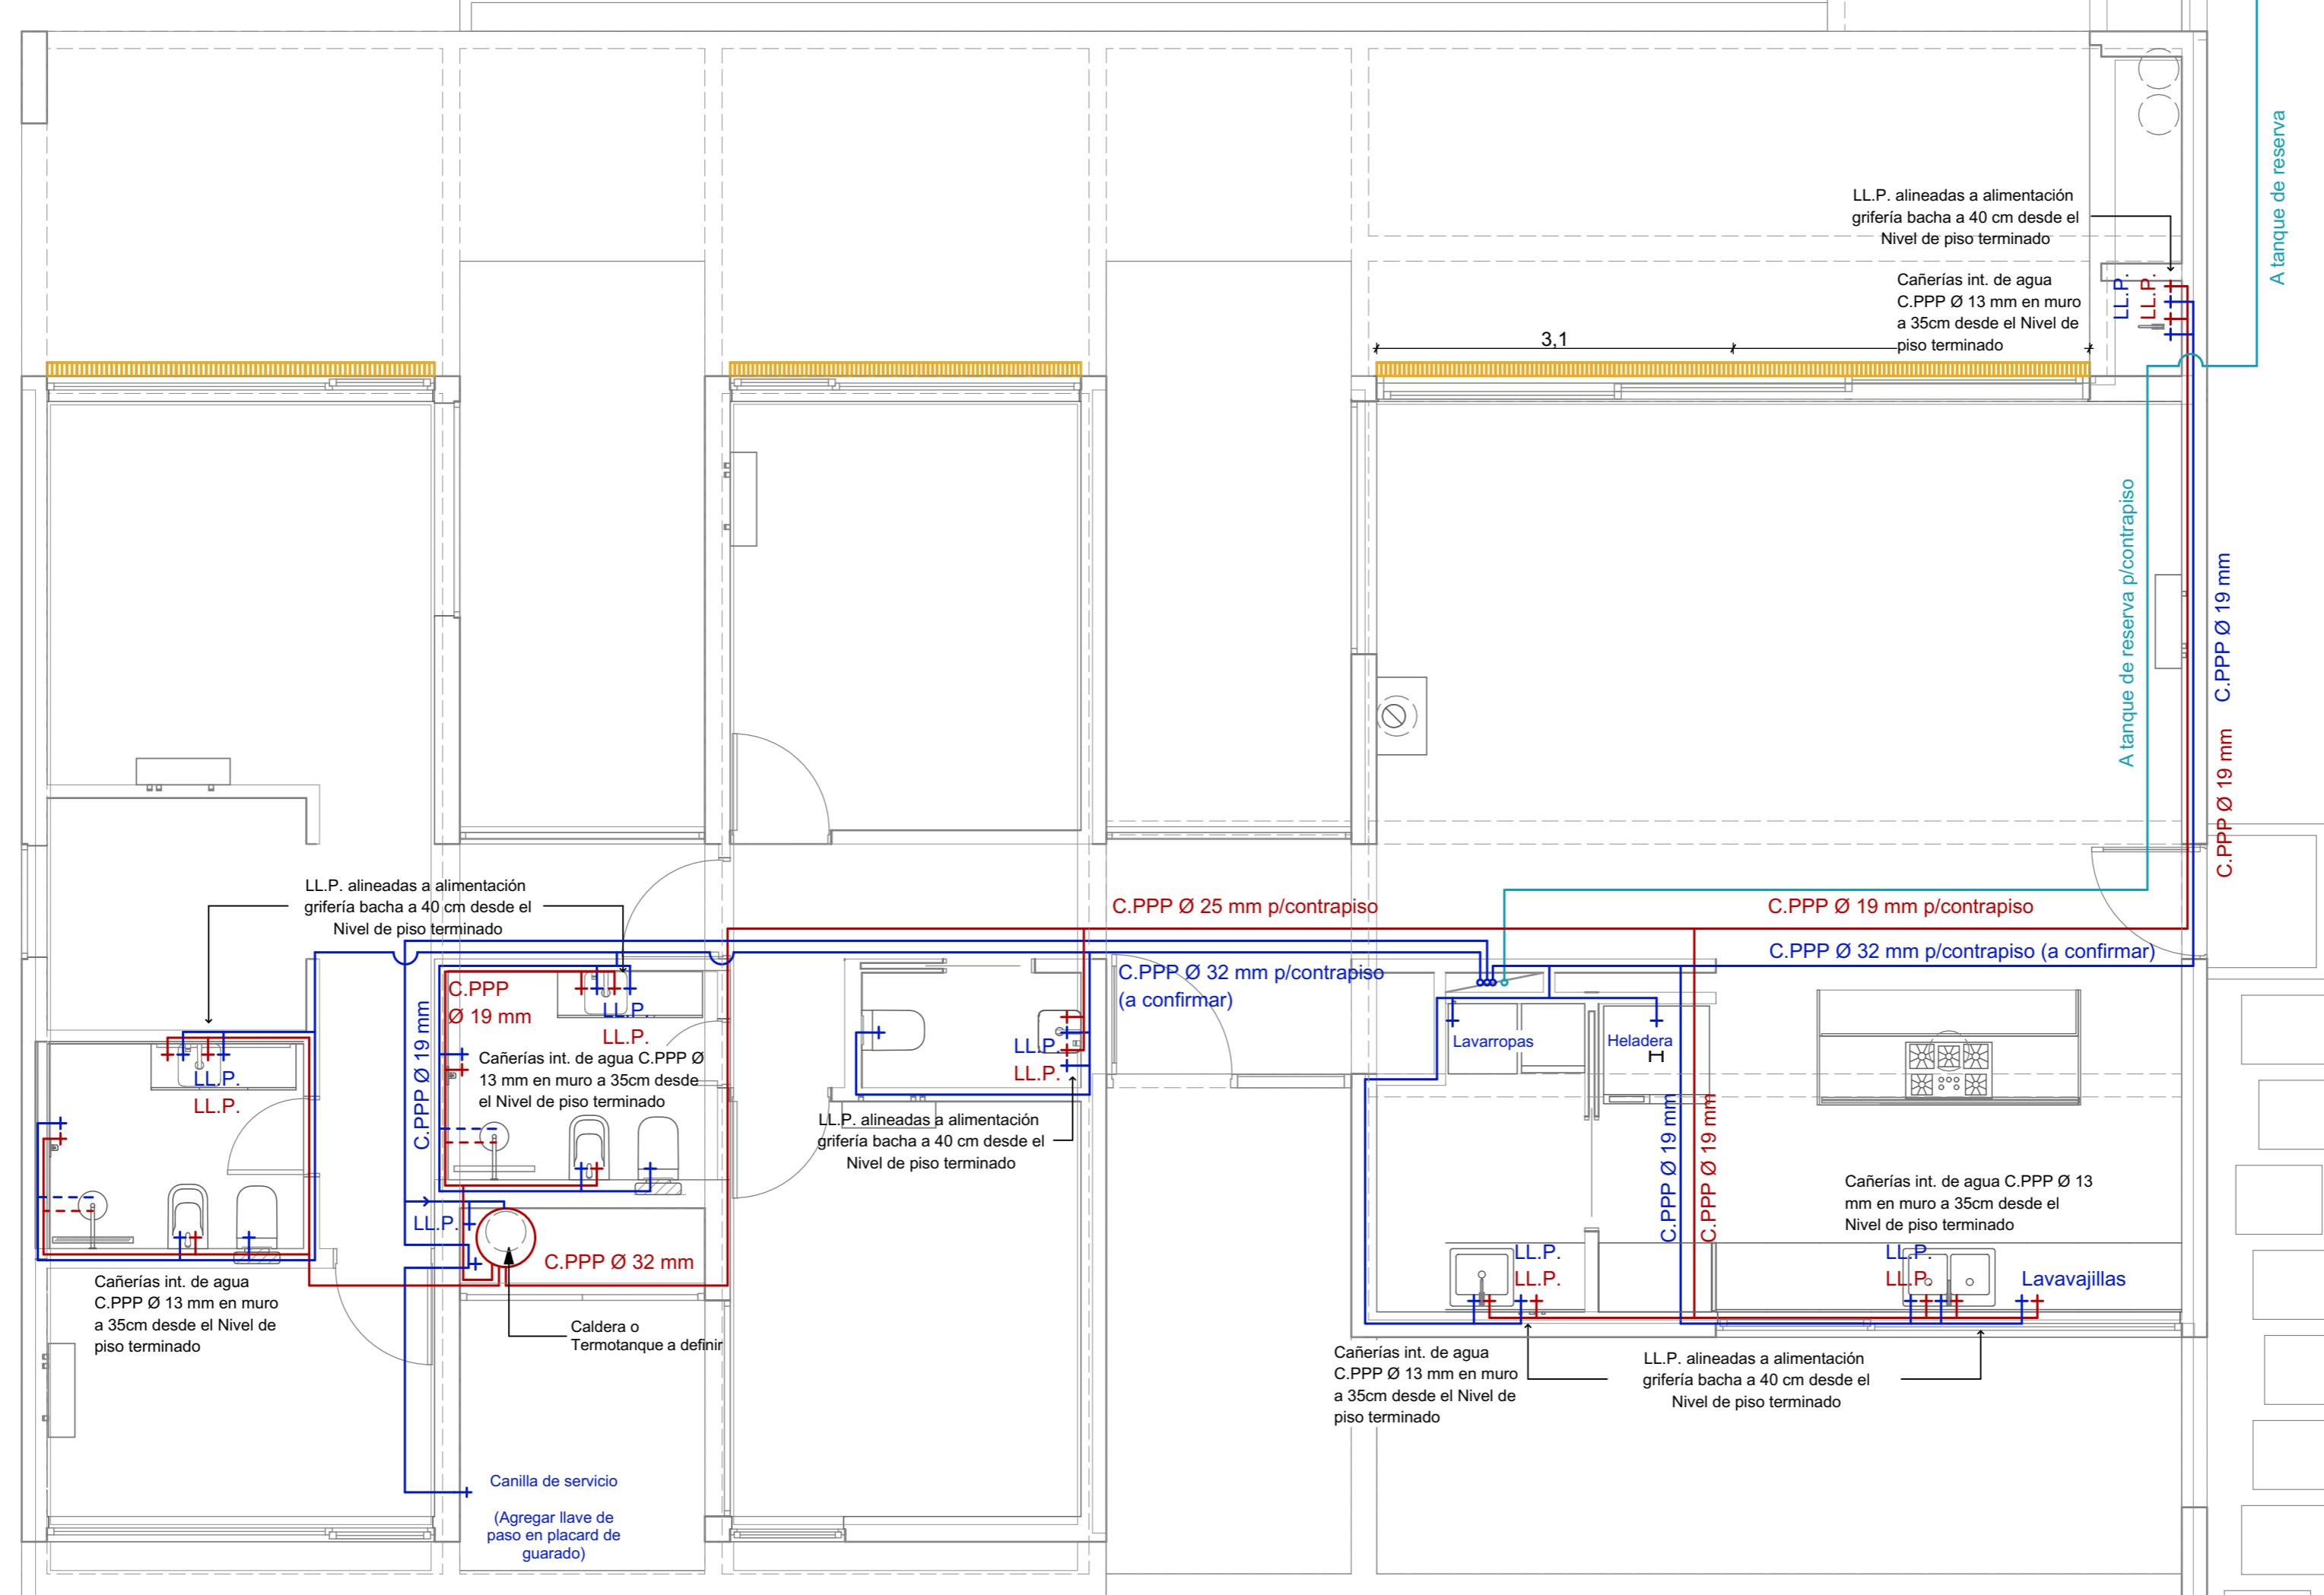 A tanque de reserva
LL.P. alineadas a alimentación
grifería bacha a 40 cm desde el
Nivel de piso terminado
Cañerías int. de agua
C.PPP Ø 13 mm en muro
a 35cm desde el Nivel de
piso terminado
LL.P.
LL.P.
3,1
A tanque de reserva p/contrapiso
C.PPP Ø 19 mm
C.PPP Ø 19 mm
LL.P. alineadas a alimentación
grifería bacha a 40 cm desde el
Nivel de piso terminado
C.PPP Ø 25 mm p/contrapiso
C.PPP Ø 19 mm p/contrapiso
C.PPP Ø 32 mm p/contrapiso (a confirmar)
C.PPP Ø 32 mm p/contrapiso
(a confirmar)
C.PPP
Ø 19 mm
C.PPP Ø 19 mm
LL.P.
LL.P.
Cañerías int. de agua C.PPP Ø
13 mm en muro a 35cm desde
el Nivel de piso terminado
LL.P.
LL.P.
LL.P.
LL.P.
Lavarropas
Heladera
LL.P. alineadas a alimentación
grifería bacha a 40 cm desde el
Nivel de piso terminado
C.PPP Ø 19 mm
C.PPP Ø 19 mm
Cañerías int. de agua C.PPP Ø 13
mm en muro a 35cm desde el
Nivel de piso terminado
LL.P.
C.PPP Ø 32 mm
LL.P.
LL.P.
LL.P.
LL.P.
Lavavajillas
Cañerías int. de agua
C.PPP Ø 13 mm en muro
a 35cm desde el Nivel de
piso terminado
Caldera o
Termotanque a definir
Cañerías int. de agua
C.PPP Ø 13 mm en muro
a 35cm desde el Nivel de
piso terminado
LL.P. alineadas a alimentación
grifería bacha a 40 cm desde el
Nivel de piso terminado
Canilla de servicio
(Agregar llave de
paso en placard de
guarado)